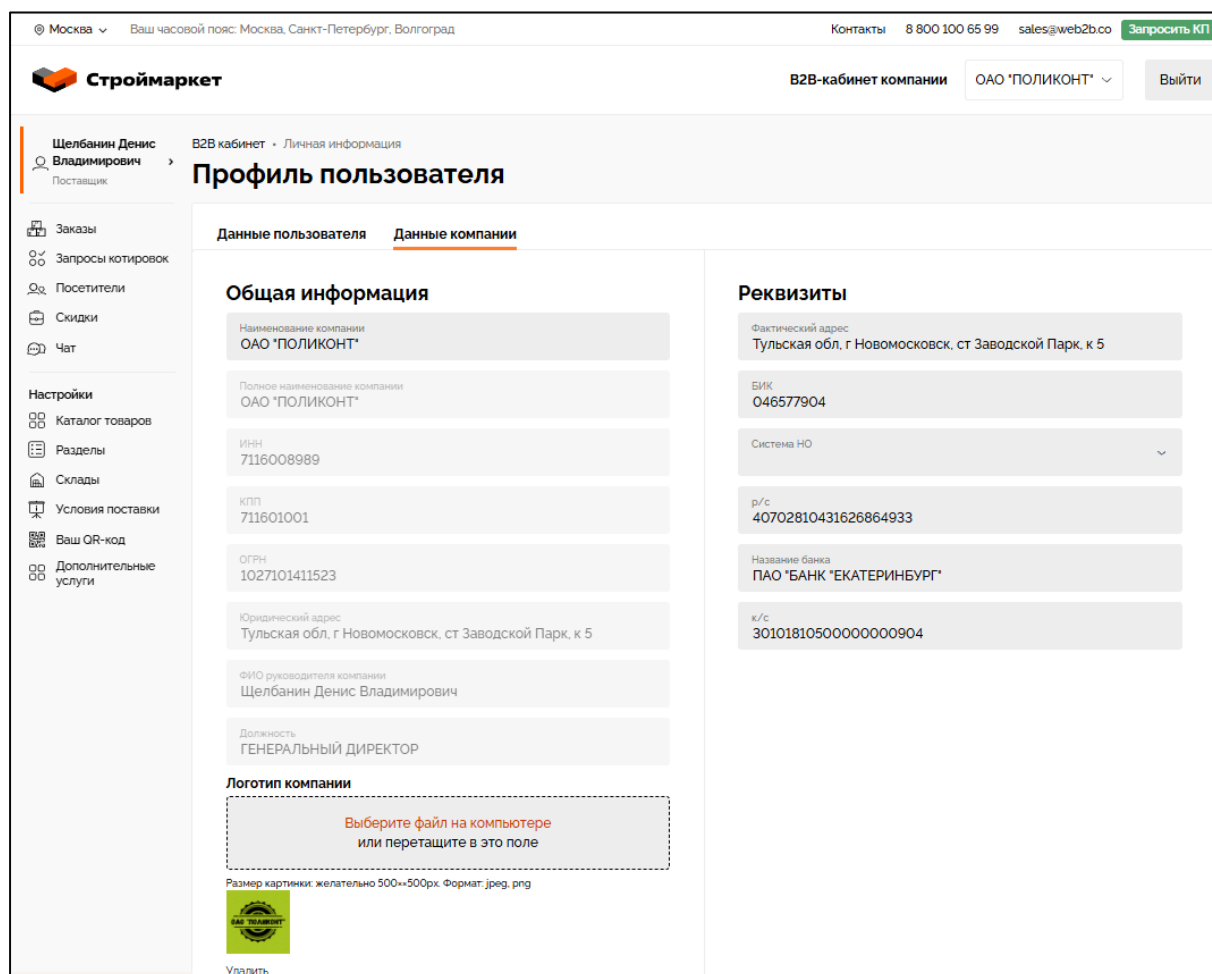 Москва
Ваш часовой пояс: Москва, Санкт-Петербург, Волгоград
Контакты
8 800 100 65 99
sales@web2b.co
Запросить КП
Строймаркет
B2B-кабинет компании
ОАО "ПОЛИКОНТ"
Выйти
Щелбанин Денис
Владимирович
Поставщик
B2B кабинет • Личная информация
Профиль пользователя
Заказы
Запросы котировок
Посетители
Скидки
Чат
Настройки
Каталог товаров
Разделы
Склады
Условия поставки
Ваш QR-код
Дополнительные
услуги
Данные пользователя
Данные компании
Общая информация
Наименование компании
ОАО "ПОЛИКОНТ"
Полное наименование компании
ОАО "ПОЛИКОНТ"
ИНН
7116008989
КПП
711601001
ОГРН
1027101411523
Юридический адрес
Тульская обл, г Новомосковск, ст Заводской Парк, к 5
ФИО руководителя компании
Щелбанин Денис Владимирович
Должность
ГЕНЕРАЛЬНЫЙ ДИРЕКТОР
Логотип компании
Выберите файл на компьютере
или перетащите в это поле
Размер картинки: желательно 500××500px. Формат: jpeg, png
ОАО "ПОЛИКОНТ"
Удалить
Реквизиты
Фактический адрес
Тульская обл, г Новомосковск, ст Заводской Парк, к 5
БИК
046577904
Система НО
р/с
40702810431626864933
Название банка
ПАО "БАНК "ЕКАТЕРИНБУРГ"
к/с
30101810500000000904